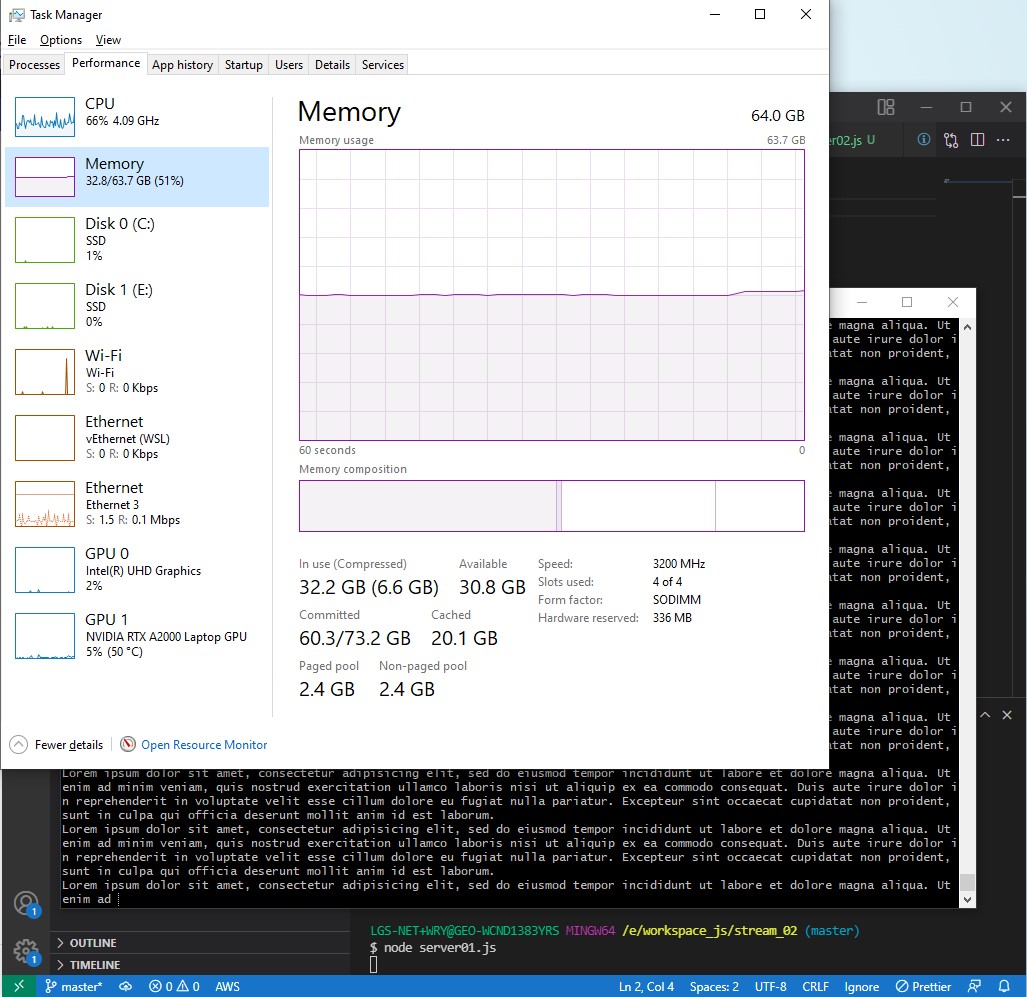 Task Manager
File Options View
Processes Performance App history Startup Users Details Services
CPU
66% 4.09 GHz
Memory
32.8/63.7 GB (51%)
Disk 0 (C:)
SSD
1%
Disk 1 (E:)
SSD
0%
Wi-Fi
Wi-Fi
S: 0 R: 0 Kbps
Ethernet
vEthernet (WSL)
S: 0 R: 0 Kbps
Ethernet
Ethernet 3
S: 1.5 R: 0.1 Mbps
GPU 0
Intel(R) UHD Graphics
2%
GPU 1
NVIDIA RTX A2000 Laptop GPU
5% (50 °C)
Memory 64.0 GB
Memory usage 63.7 GB
60 seconds 0
Memory composition
In use (Compressed) Available
32.2 GB (6.6 GB) 30.8 GB
Committed Cached
60.3/73.2 GB 20.1 GB
Paged pool Non-paged pool
2.4 GB 2.4 GB
Speed: 3200 MHz
Slots used: 4 of 4
Form factor: SODIMM
Hardware reserved: 336 MB
Fewer details Open Resource Monitor
er02.js U
e magna aliqua. Ut
aute irure dolor i
tat non proident,
e magna aliqua. Ut
aute irure dolor i
tat non proident,
e magna aliqua. Ut
aute irure dolor i
tat non proident,
e magna aliqua. Ut
aute irure dolor i
tat non proident,
e magna aliqua. Ut
aute irure dolor i
tat non proident,
e magna aliqua. Ut
aute irure dolor i
tat non proident,
e magna aliqua. Ut
aute irure dolor i
tat non proident,
e magna aliqua. Ut
aute irure dolor i
tat non proident,
Lorem ipsum dolor sit amet, consectetur adipisicing elit, sed do eiusmod tempor incididunt ut labore et dolore magna aliqua. Ut
enim ad minim veniam, quis nostrud exercitation ullamco laboris nisi ut aliquip ex ea commodo consequat. Duis aute irure dolor i
n reprehenderit in voluptate velit esse cillum dolore eu fugiat nulla pariatur. Excepteur sint occaecat cupidatat non proident,
sunt in culpa qui officia deserunt mollit anim id est laborum.
Lorem ipsum dolor sit amet, consectetur adipisicing elit, sed do eiusmod tempor incididunt ut labore et dolore magna aliqua. Ut
enim ad minim veniam, quis nostrud exercitation ullamco laboris nisi ut aliquip ex ea commodo consequat. Duis aute irure dolor i
n reprehenderit in voluptate velit esse cillum dolore eu fugiat nulla pariatur. Excepteur sint occaecat cupidatat non proident,
sunt in culpa qui officia deserunt mollit anim id est laborum.
Lorem ipsum dolor sit amet, consectetur adipisicing elit, sed do eiusmod tempor incididunt ut labore et dolore magna aliqua. Ut
enim ad
1
1
OUTLINE
TIMELINE
LGS-NET+WRY@GEO-WCND1383YRS MINGW64 /e/workspace_js/stream_02 (master)
$ node server01.js
master* 0 0 AWS Ln 2, Col 4 Spaces: 2 UTF-8 CRLF Ignore Prettier